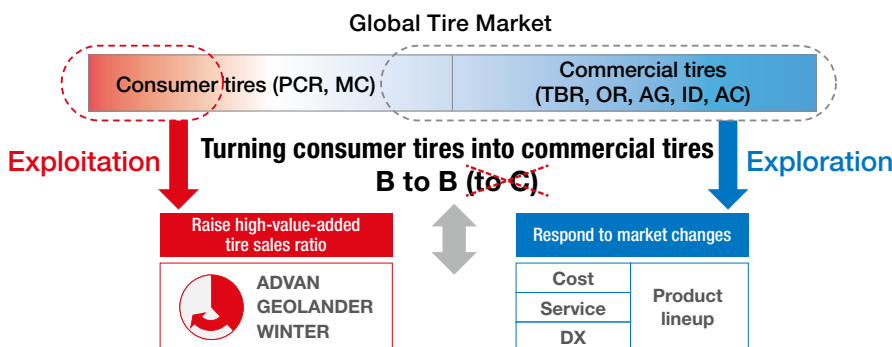 Global Tire Market
Consumer tires (PCR, MC)
Commercial tires
(TBR, OR, AG, ID, AC)
Exploitation
Turning consumer tires into commercial tires
B to B (to C)
Exploration
Raise high-value-added
tire sales ratio
ADVAN
GEOLANDER
WINTER
Respond to market changes
Cost
Service
DX
Product
lineup